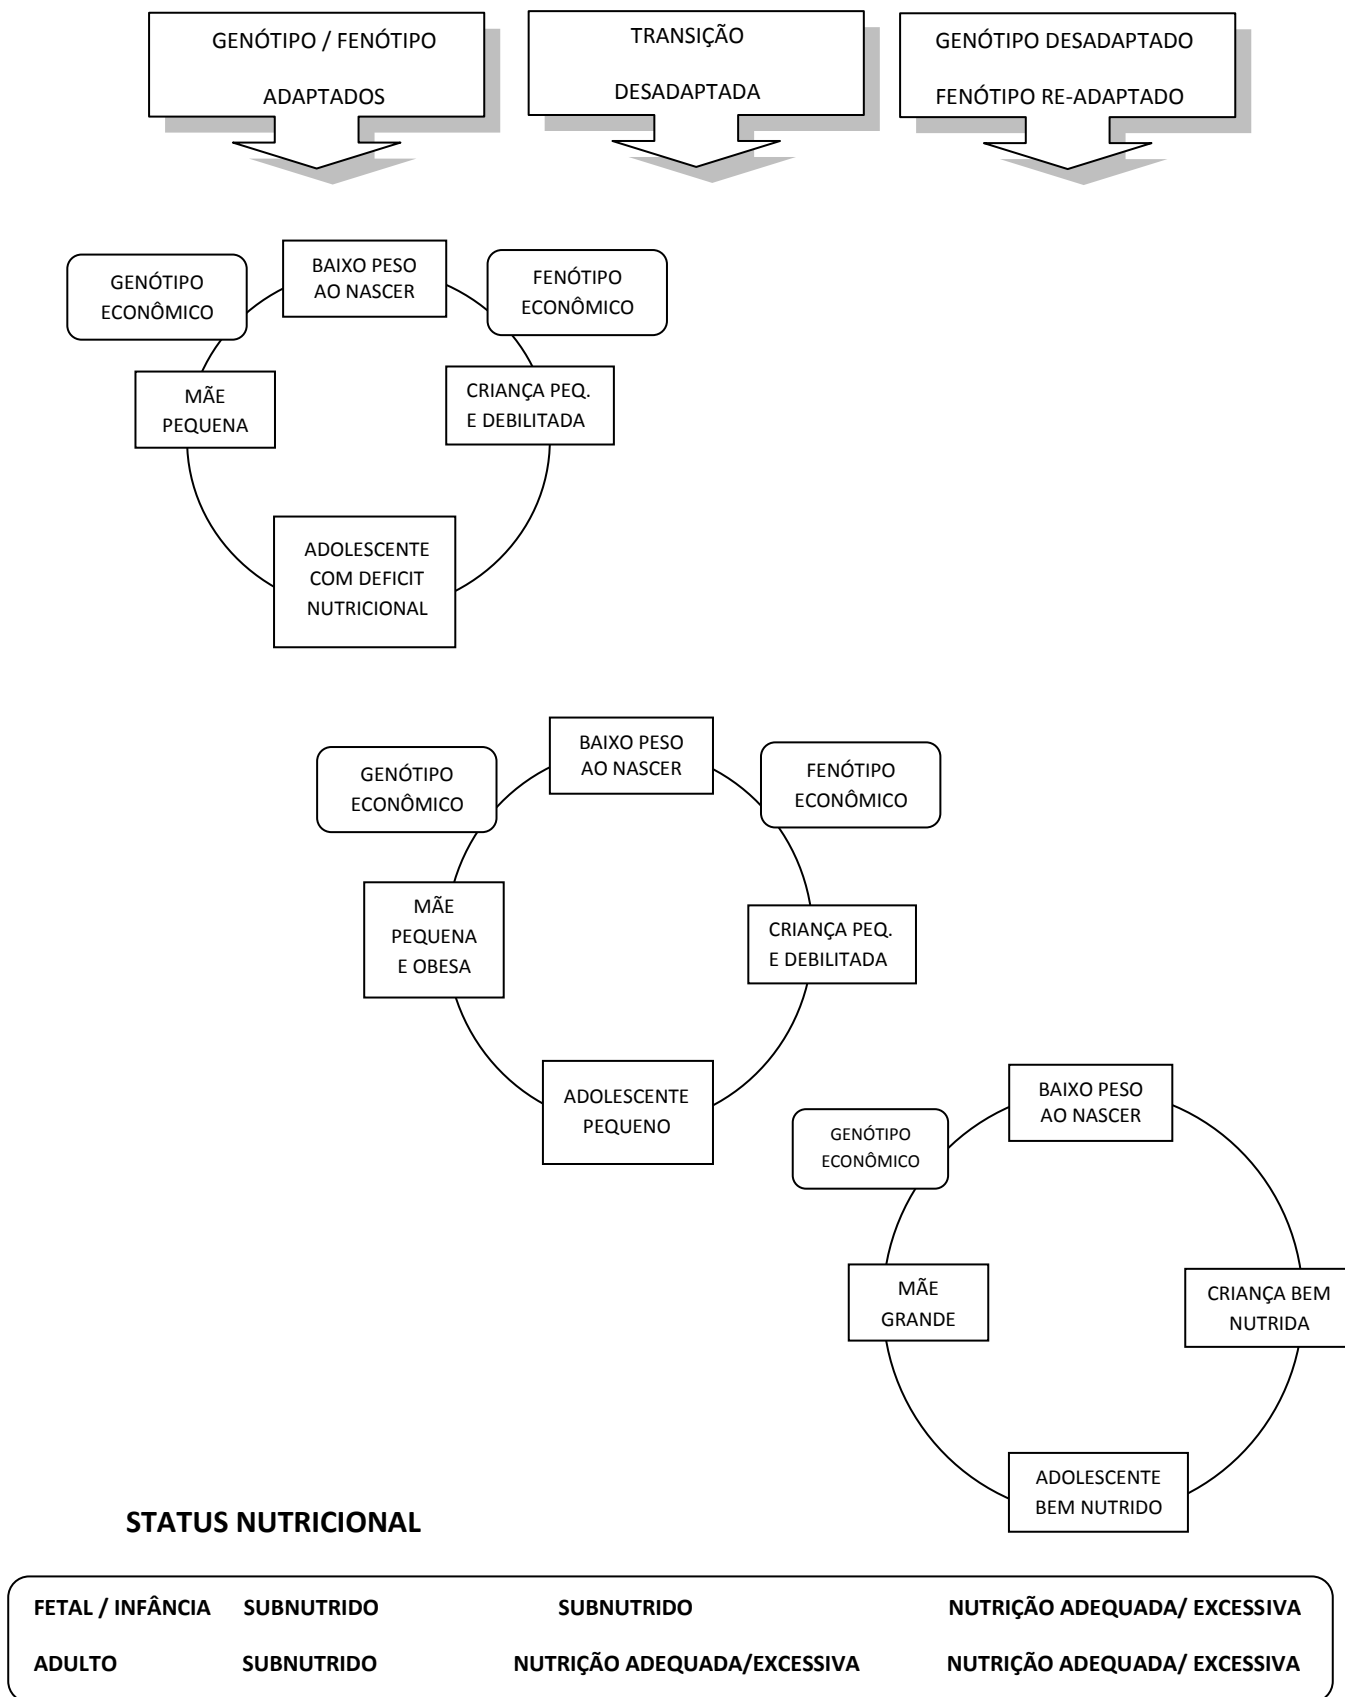 GENÓTIPO / FENÓTIPO
ADAPTADOS
TRANSIÇÃO
DESADAPTADA
GENÓTIPO DESADAPTADO
FENÓTIPO RE-ADAPTADO
GENÓTIPO
ECONÔMICO
BAIXO PESO
AO NASCER
FENÓTIPO
ECONÔMICO
MÃE
PEQUENA
CRIANÇA PEQ.
E DEBILITADA
ADOLESCENTE
COM DEFICIT
NUTRICIONAL
GENÓTIPO
ECONÔMICO
BAIXO PESO
AO NASCER
FENÓTIPO
ECONÔMICO
MÃE
PEQUENA
E OBESA
CRIANÇA PEQ.
E DEBILITADA
ADOLESCENTE
PEQUENO
GENÓTIPO
ECONÔMICO
BAIXO PESO
AO NASCER
MÃE
GRANDE
CRIANÇA BEM
NUTRIDA
ADOLESCENTE
BEM NUTRIDO
STATUS NUTRICIONAL
FETAL / INFÂNCIA SUBNUTRIDO SUBNUTRIDO NUTRIÇÃO ADEQUADA/ EXCESSIVA
ADULTO SUBNUTRIDO NUTRIÇÃO ADEQUADA/EXCESSIVA NUTRIÇÃO ADEQUADA/ EXCESSIVA